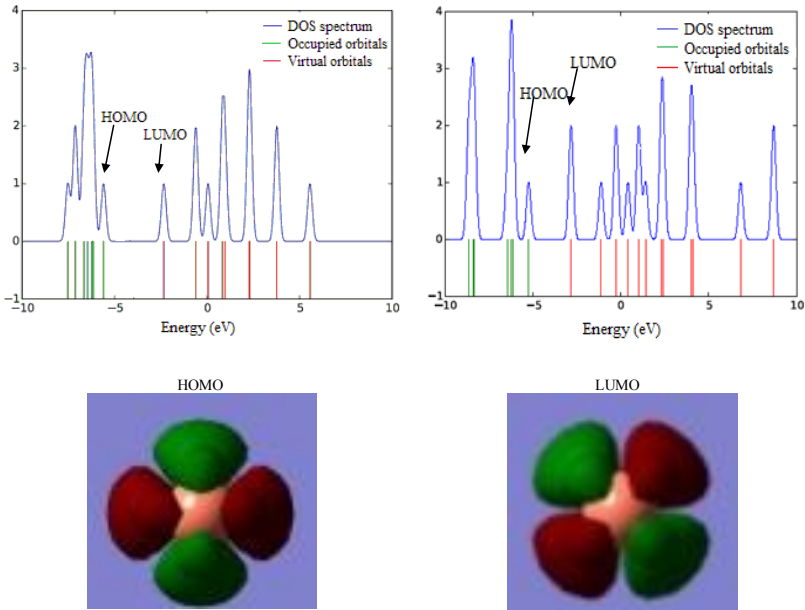 4
3
2
1
0
−1
−10
−5
0
5
10
DOS spectrum
Occupied orbitals
Virtual orbitals
HOMO
LUMO
Energy (eV)
4
3
2
1
0
−1
−10
−5
0
5
10
DOS spectrum
Occupied orbitals
Virtual orbitals
LUMO
HOMO
Energy (eV)
HOMO
LUMO